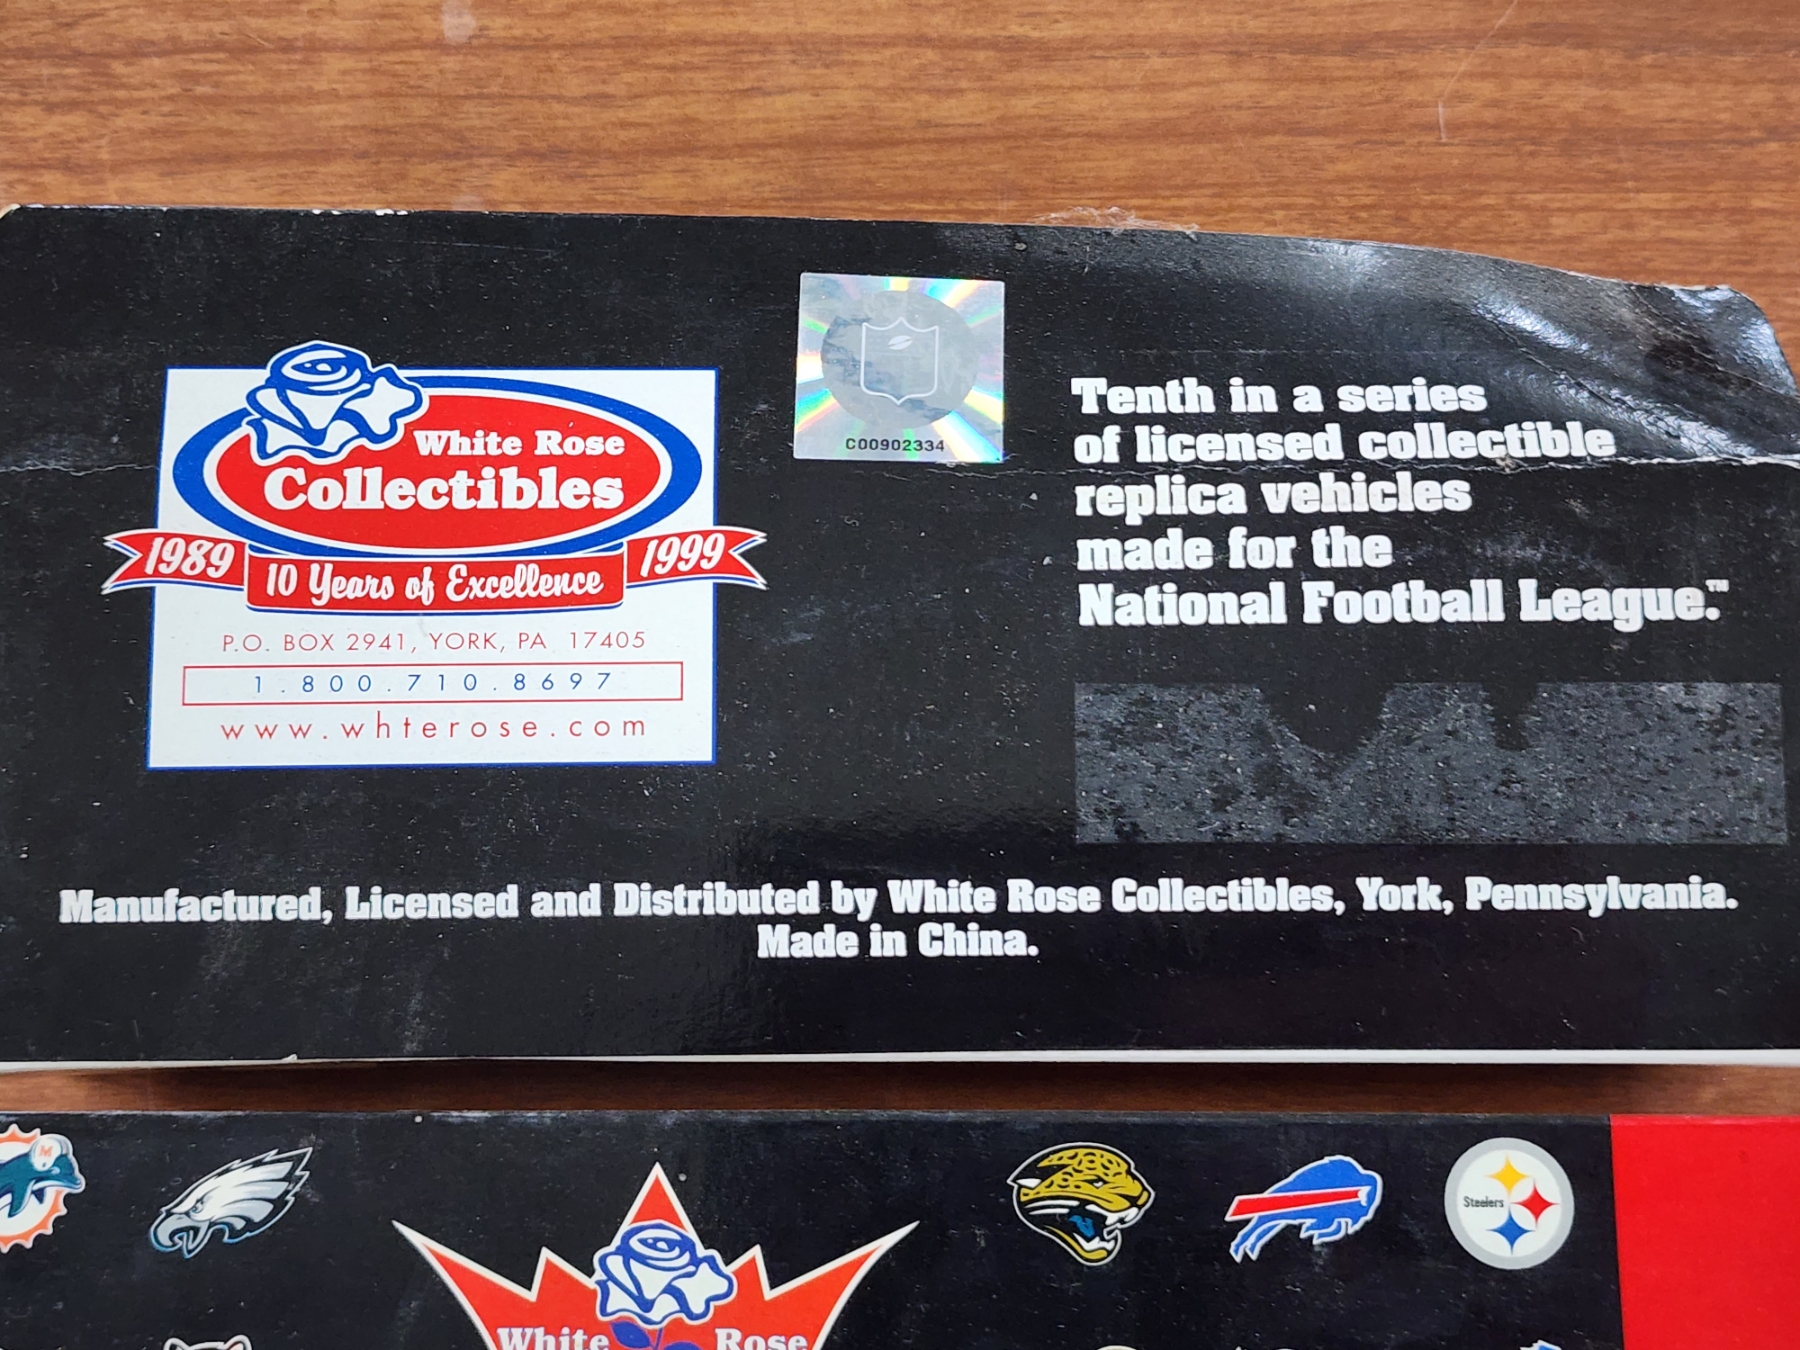 White Rose
Collectibles
1989
10 Years of Excellence
1999
P.O. BOX 2941, YORK, PA 17405
1.800.710.8697
www.whterose.com
C00902334
Tenth in a series
of licensed collectible
replica vehicles
made for the
National Football League.™
Manufactured, Licensed and Distributed by White Rose Collectibles, York, Pennsylvania.
Made in China.
M
Steelers
White Rose